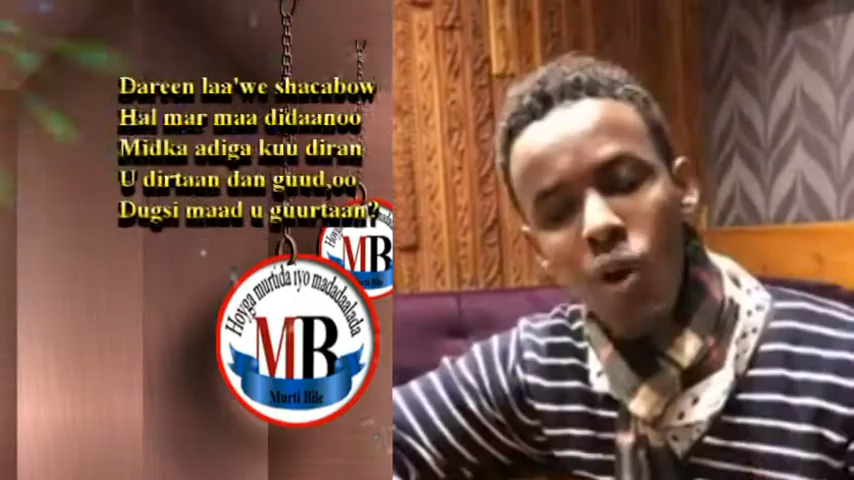 Dareen laa'we shacabow
Hal mar maa didaanoo
Midka adiga kuu diran
U dirtaan dan guud,oo
Dugsi maad u guurtaan?
Hoyga murtida iyo madadaalada
MB
Murti Bile
MB